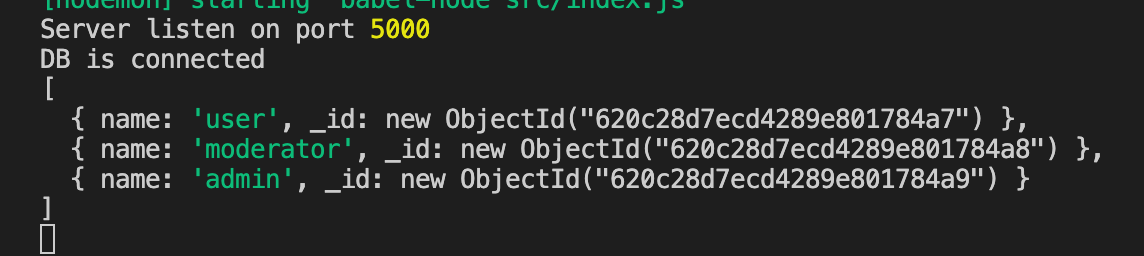 [nodemon] starting `babel-node src/index.js`
Server listen on port 5000
DB is connected
[
  { name: 'user', _id: new ObjectId("620c28d7ecd4289e801784a7") },
  { name: 'moderator', _id: new ObjectId("620c28d7ecd4289e801784a8") },
  { name: 'admin', _id: new ObjectId("620c28d7ecd4289e801784a9") }
]